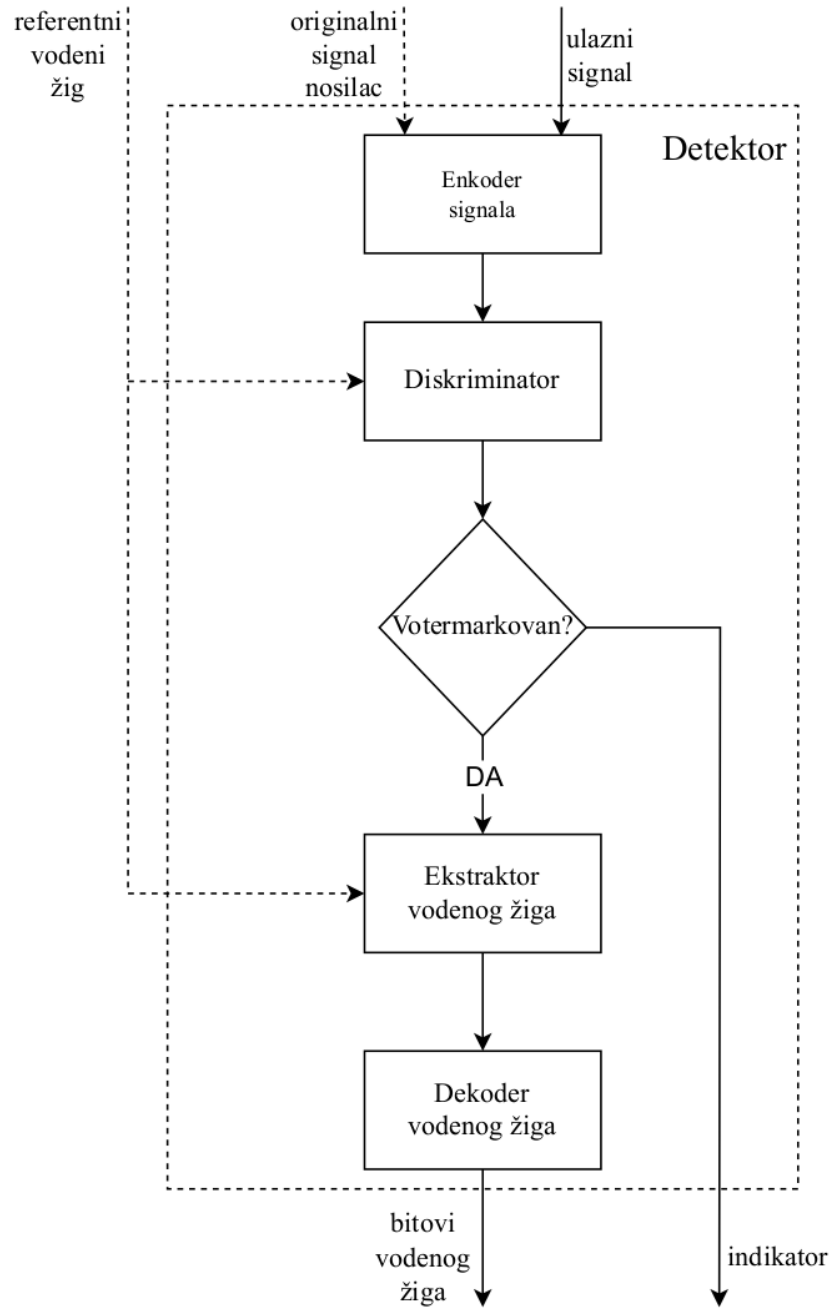 referentni
vodeni
žig
originalni
signal
nosilac
ulazni
signal
Detektor
Enkoder
signala
Diskriminator
Votermarkovan?
DA
Ekstraktor
vodenog žiga
Dekoder
vodenog žiga
bitovi
vodenog
žiga
indikator